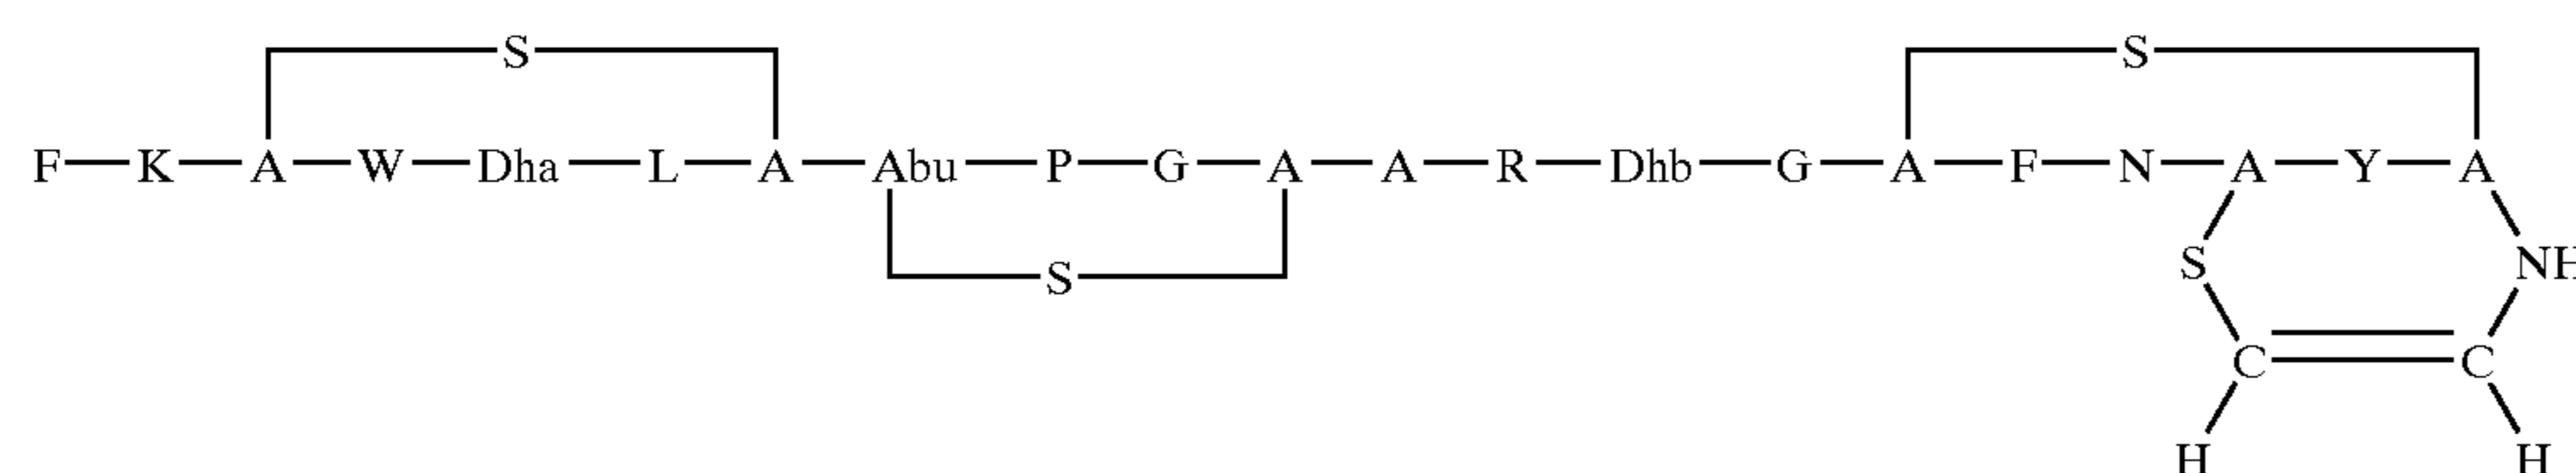 S S
F K A W Dha L A Abu P G A A R Dhb G A F N A Y A
S S NH
C C
H H